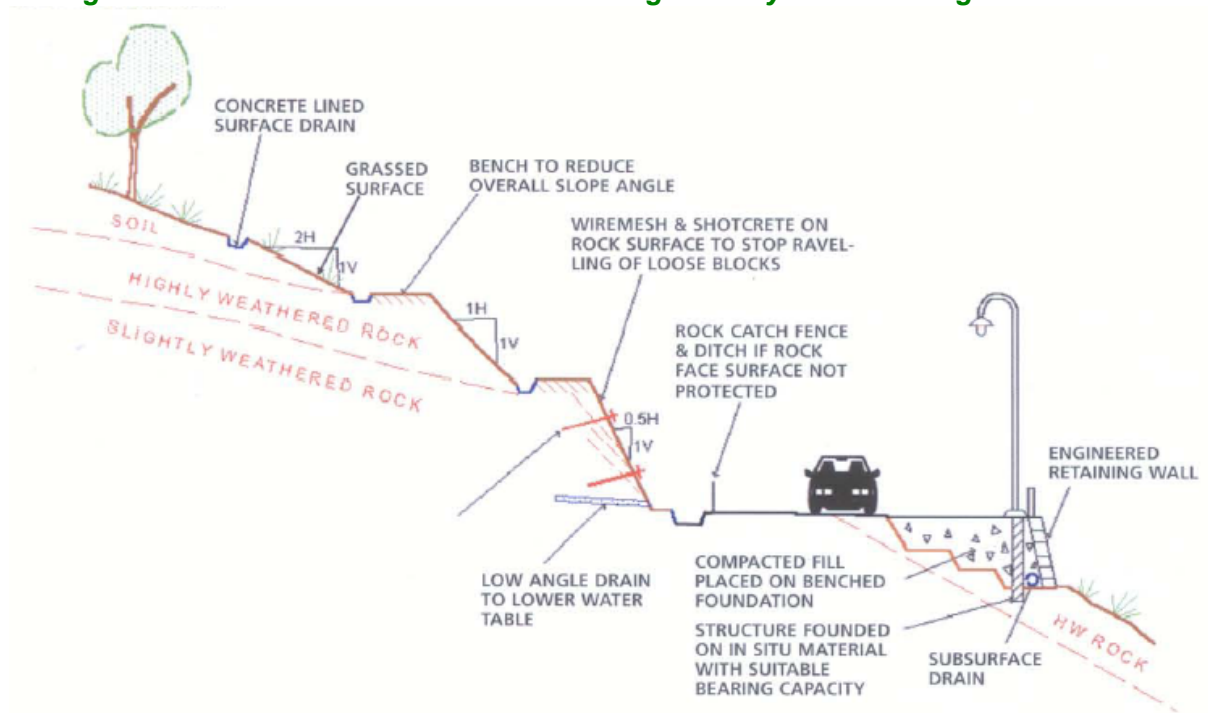 CONCRETE LINED
SURFACE DRAIN
GRASSED
SURFACE
BENCH TO REDUCE
OVERALL SLOPE ANGLE
WIREMESH & SHOTCRETE ON
ROCK SURFACE TO STOP RAVEL-
LING OF LOOSE BLOCKS
SOIL
2H
1V
HIGHLY WEATHERED ROCK
1H
1V
SLIGHTLY WEATHERED ROCK
ROCK CATCH FENCE
& DITCH IF ROCK
FACE SURFACE NOT
PROTECTED
0.5H
1V
ENGINEERED
RETAINING WALL
LOW ANGLE DRAIN
TO LOWER WATER
TABLE
COMPACTED FILL
PLACED ON BENCHED
FOUNDATION
STRUCTURE FOUNDED
ON IN SITU MATERIAL
WITH SUITABLE
BEARING CAPACITY
SUBSURFACE
DRAIN
HW ROCK